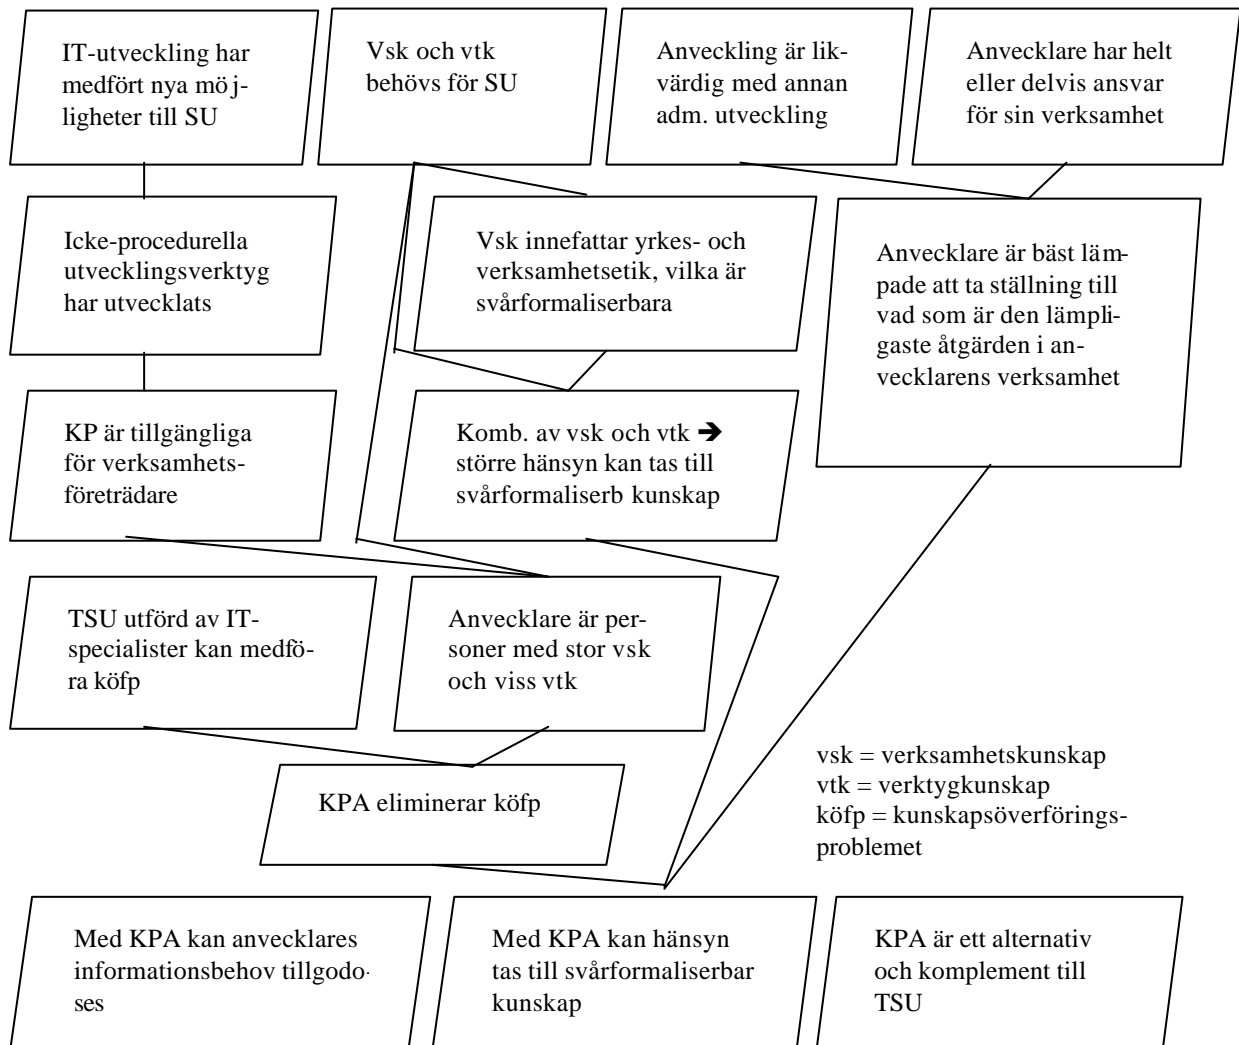 IT-utveckling har
medfört nya möj-
ligheter till SU
Vsk och vtk
behövs för SU
Anveckling är lik-
värdig med annan
adm. utveckling
Anvecklare har helt
eller delvis ansvar
för sin verksamhet
Icke-procedurella
utvecklingsverktyg
har utvecklats
Vsk innefattar yrkes- och
verksamhetsetik, vilka är
svårformaliserbara
Anvecklare är bäst läm-
pade att ta ställning till
vad som är den lämpli-
gaste åtgärden i an-
vecklarens verksamhet
KP är tillgängliga
för verksamhets-
företrädare
Komb. av vsk och vtk ➔
större hänsyn kan tas till
svårformaliserb kunskap
TSU utförd av IT-
specialister kan medfö-
ra köfp
Anvecklare är per-
soner med stor vsk
och viss vtk
KPA eliminerar köfp
vsk = verksamhetskunskap
vtk = verktygkunskap
köfp = kunskapsöverförings-
problemet
Med KPA kan anvecklares
informationsbehov tillgodo-
ses
Med KPA kan hänsyn
tas till svårformaliserbar
kunskap
KPA är ett alternativ
och komplement till
TSU